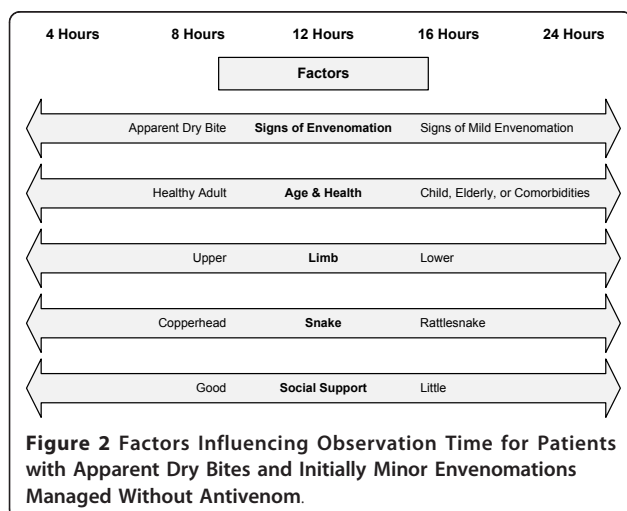 4 Hours 8 Hours 12 Hours 16 Hours 24 Hours
Factors
Apparent Dry Bite Signs of Envenomation Signs of Mild Envenomation
Healthy Adult Age & Health Child, Elderly, or Comorbidities
Upper Limb Lower
Copperhead Snake Rattlesnake
Good Social Support Little
Figure 2 Factors Influencing Observation Time for Patients
with Apparent Dry Bites and Initially Minor Envenomations
Managed Without Antivenom.